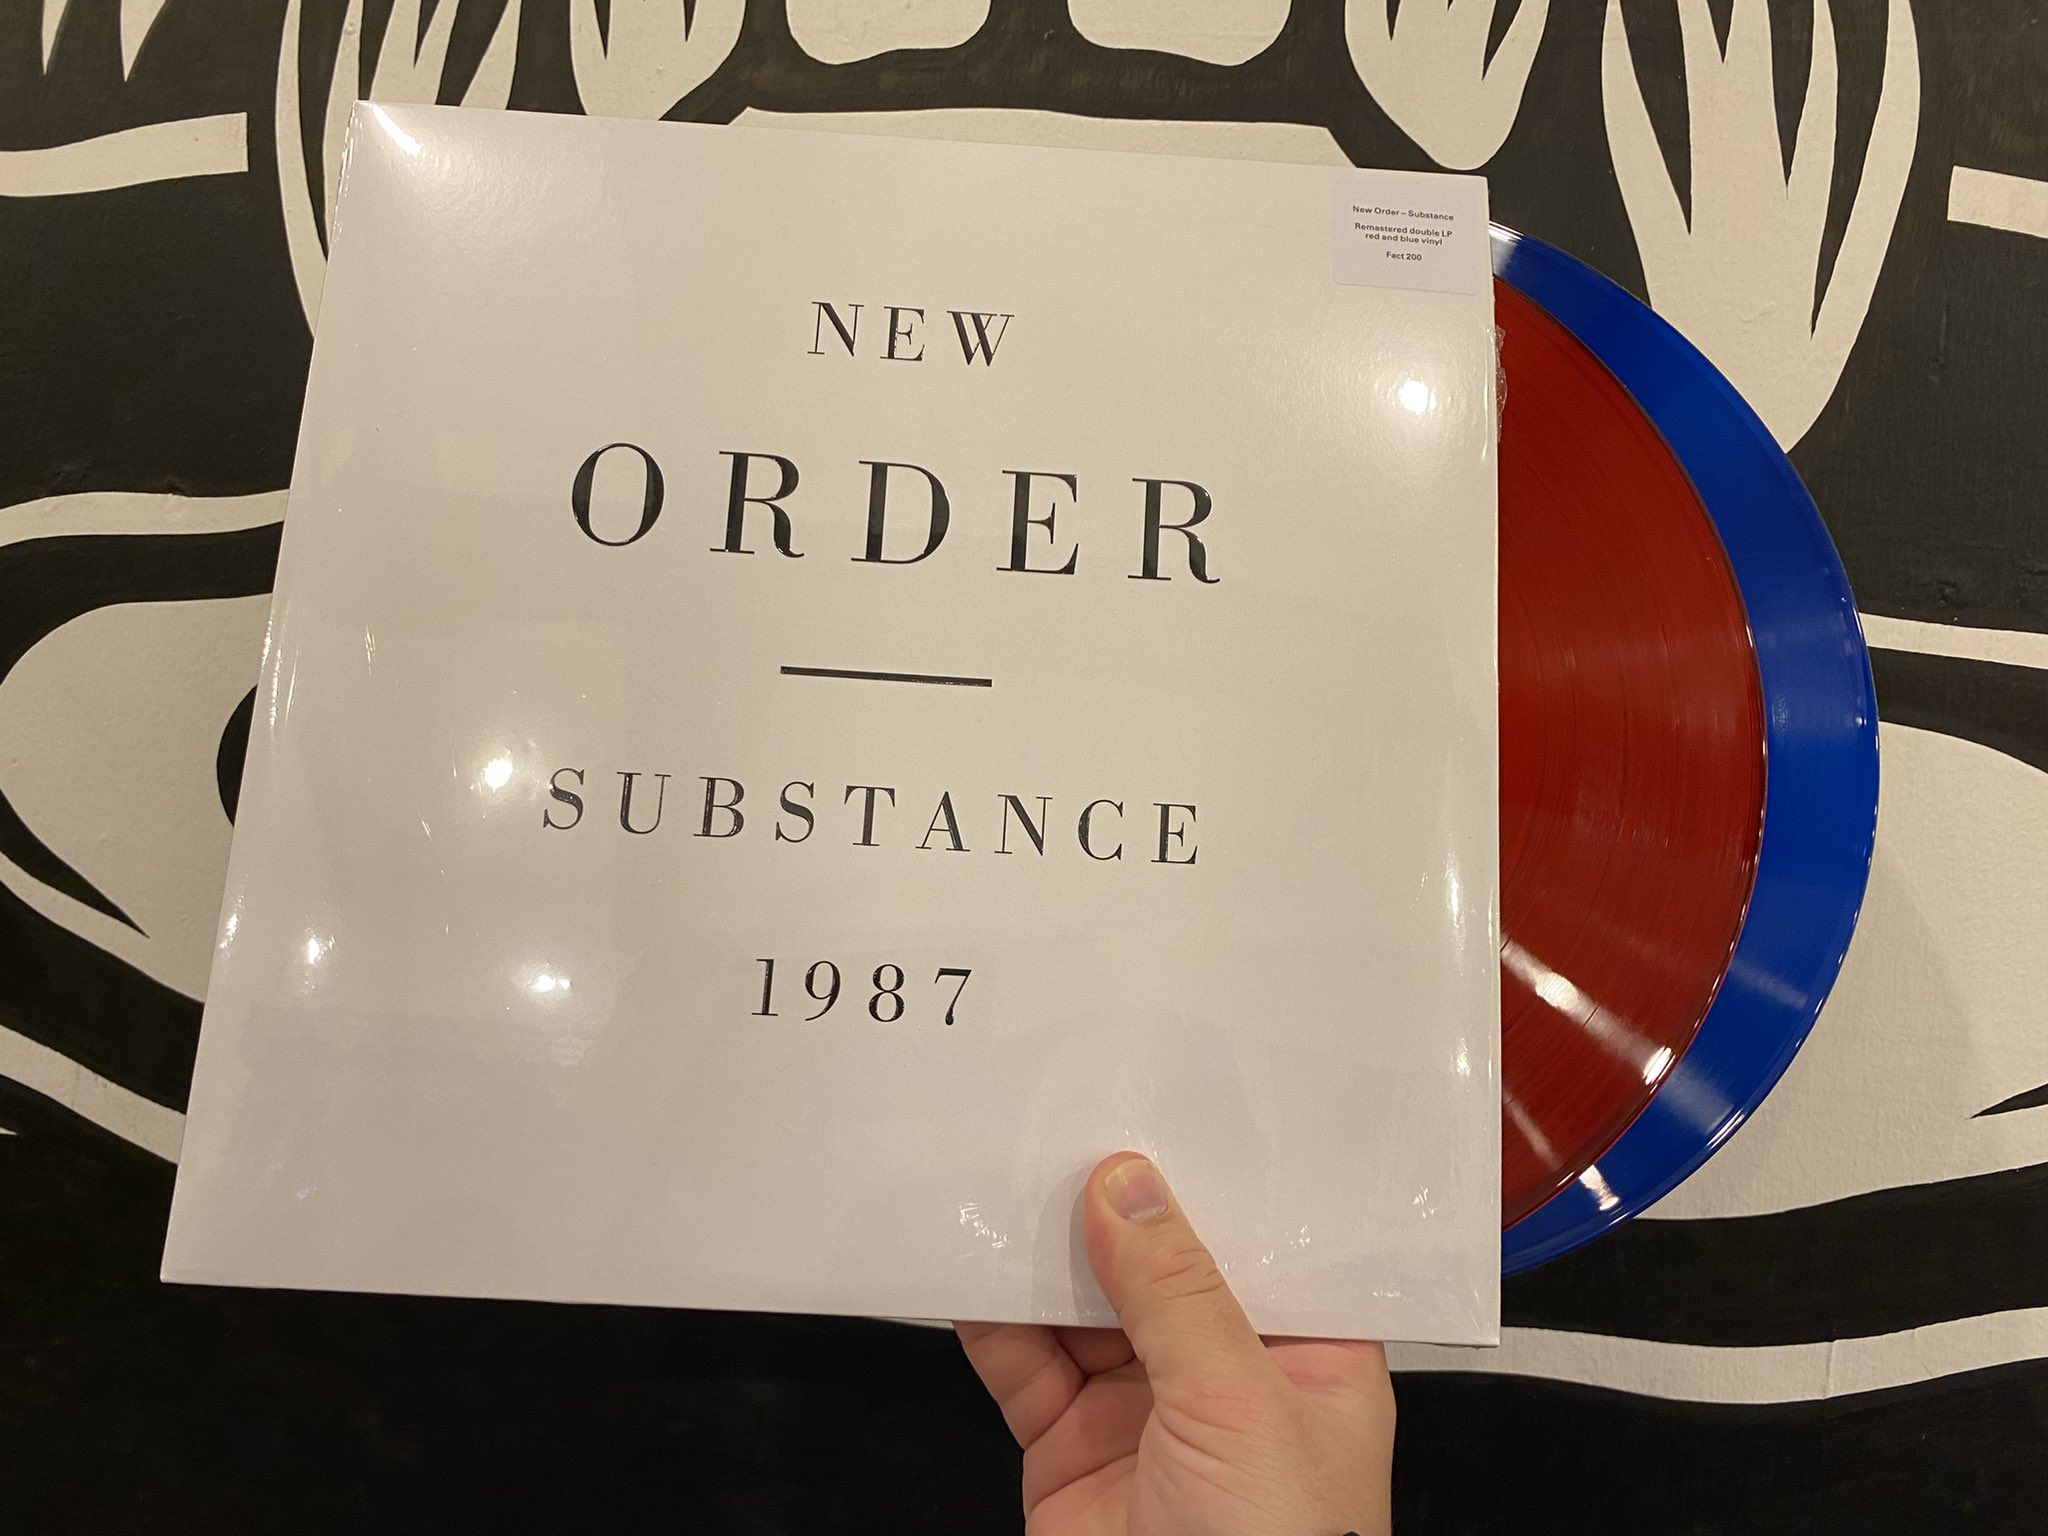 New Order – Substance
Remastered double LP
red and blue vinyl
Fact 200
NEW
ORDER
SUBSTANCE
1987